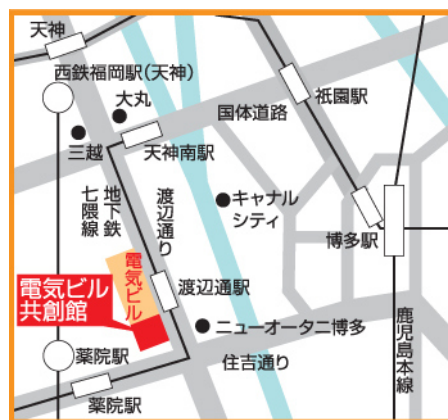 天神
西鉄福岡駅(天神)
大丸
祇園駅
国体道路
三越
天神南駅
地下鉄
七隈線
渡辺通り
キャナル
シティ
博多駅
電気ビル
渡辺通駅
電気ビル
共創館
ニューオータニ博多
鹿児島本線
住吉通り
薬院駅
薬院駅